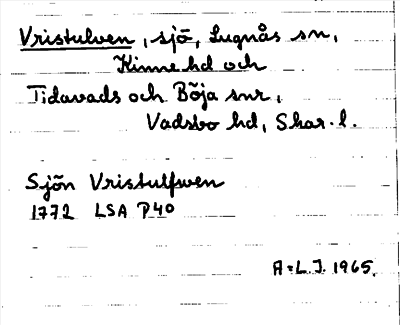 Vristulven, sjö, Lugnås sn,
Kinne hd och
Tidavads och Böja snr,
Vadsbo hd, Skar. l.
Sjön Vristulfwen
1772 LSA P40
A-L.J. 1965.